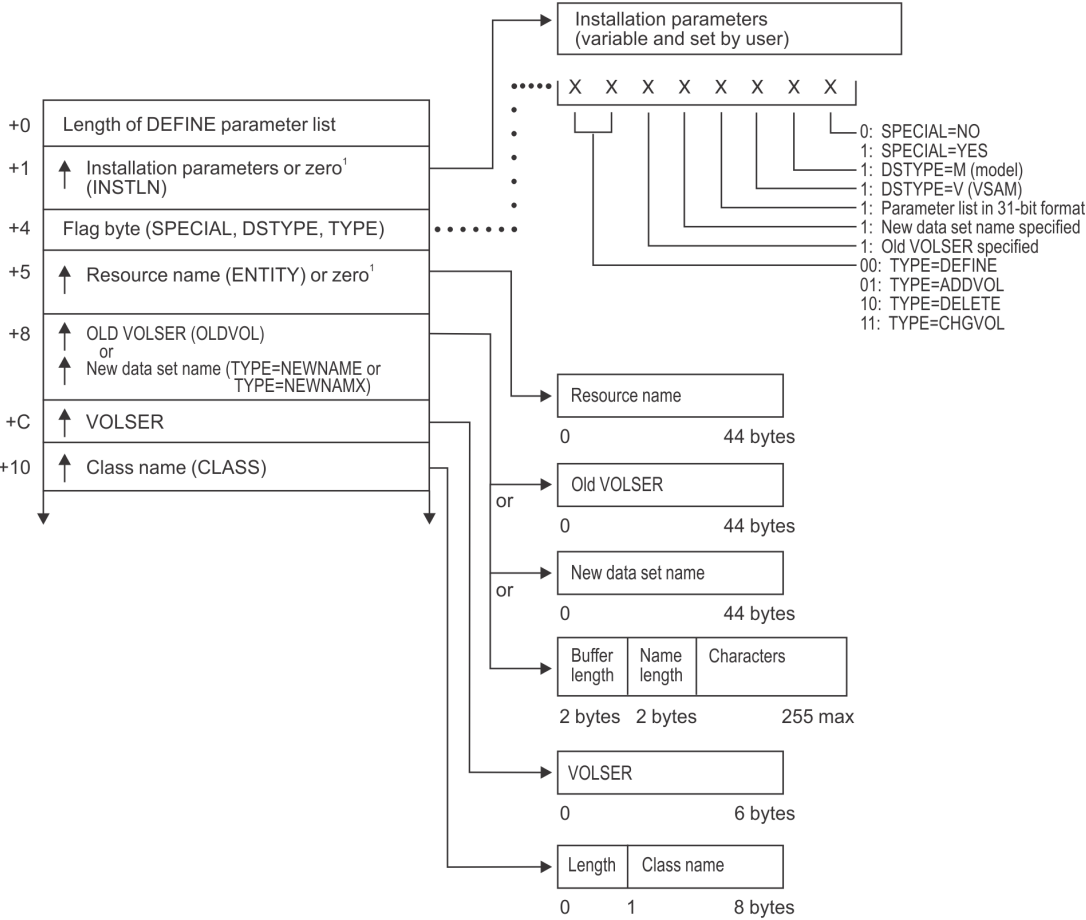 Installation parameters
(variable and set by user)
X X X X X X X X
+0 Length of DEFINE parameter list
+1 Installation parameters or zero1
(INSTLN)
+4 Flag byte (SPECIAL, DSTYPE, TYPE)
+5 Resource name (ENTITY) or zero1
+8 OLD VOLSER (OLDVOL)
or
New data set name (TYPE=NEWNAME or
TYPE=NEWNAMX)
+C VOLSER
+10 Class name (CLASS)
0: SPECIAL=NO
1: SPECIAL=YES
1: DSTYPE=M (model)
1: DSTYPE=V (VSAM)
1: Parameter list in 31-bit format
1: New data set name specified
1: Old VOLSER specified
00: TYPE=DEFINE
01: TYPE=ADDVOL
10: TYPE=DELETE
11: TYPE=CHGVOL
Resource name
0 44 bytes
Old VOLSER
or
0 44 bytes
New data set name
or
0 44 bytes
Buffer length Name length Characters
2 bytes 2 bytes 255 max
VOLSER
0 6 bytes
Length Class name
0 1 8 bytes